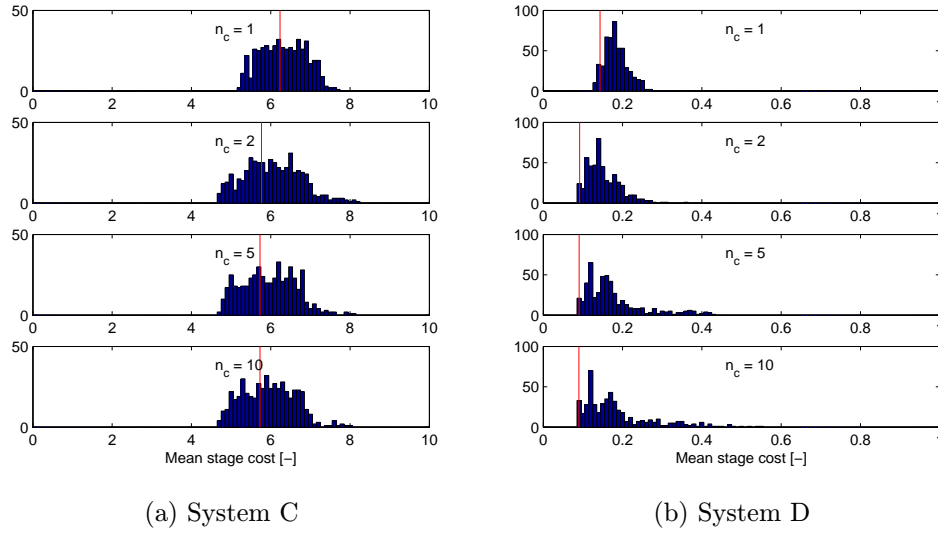 50
n_c = 1
0
0 2 4 6 8 10
50
n_c = 2
0
0 2 4 6 8 10
50
n_c = 5
0
0 2 4 6 8 10
50
n_c = 10
0
0 2 4 6 8 10
Mean stage cost [−]
(a) System C
100
n_c = 1
50
0
0 0.2 0.4 0.6 0.8 1
100
n_c = 2
50
0
0 0.2 0.4 0.6 0.8 1
100
n_c = 5
50
0
0 0.2 0.4 0.6 0.8 1
100
n_c = 10
50
0
0 0.2 0.4 0.6 0.8 1
Mean stage cost [−]
(b) System D